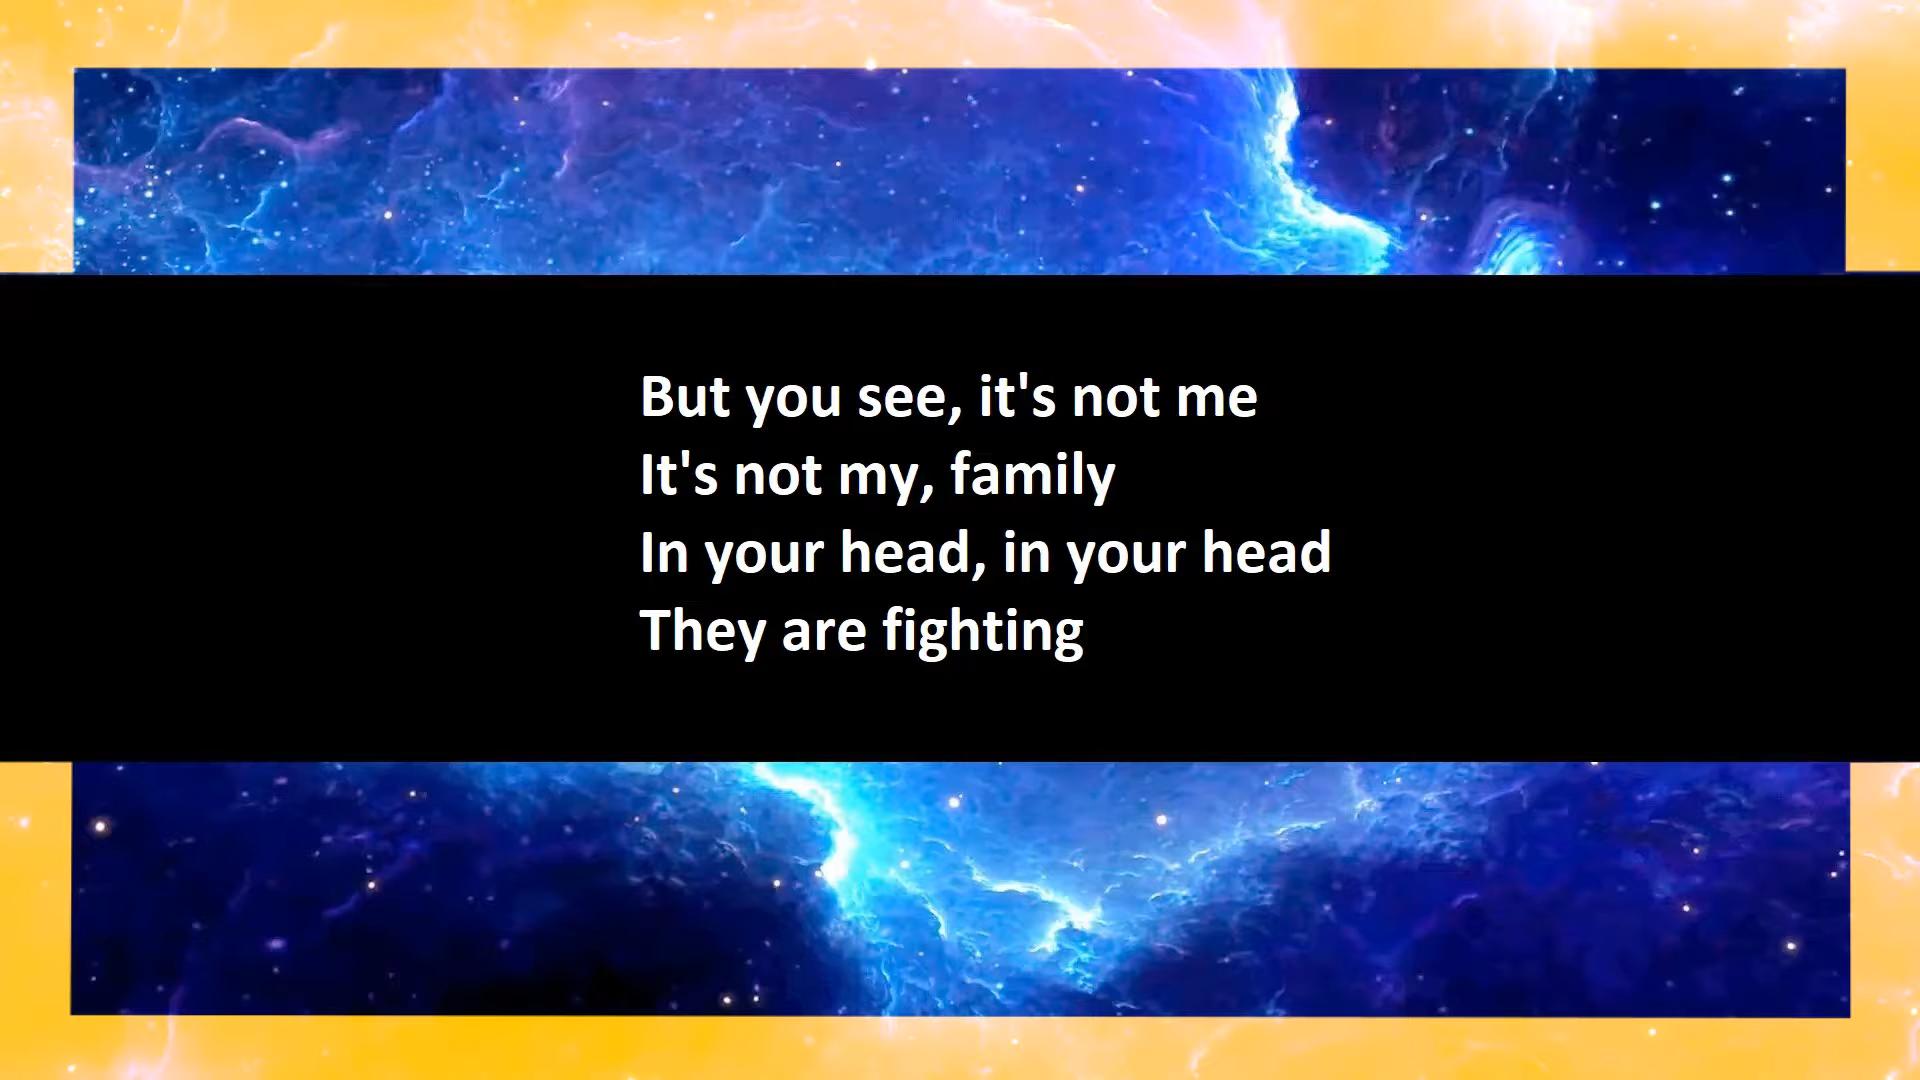 But you see, it's not me
It's not my, family
In your head, in your head
They are fighting